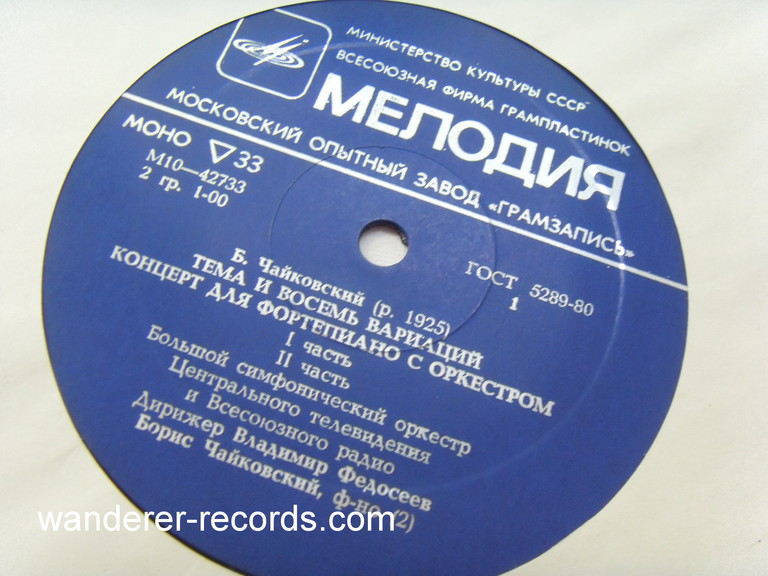 МИНИСТЕРСТВО КУЛЬТУРЫ СССР
ВСЕСОЮЗНАЯ ФИРМА ГРАМПЛАСТИНОК
МЕЛОДИЯ
МОСКОВСКИЙ ОПЫТНЫЙ ЗАВОД «ГРАМЗАПИСЬ»
МОНО 33
М10—42733
2 гр. 1-00
ГОСТ 5289-80
1
Б. Чайковский (р. 1925)
ТЕМА И ВОСЕМЬ ВАРИАЦИЙ
КОНЦЕРТ ДЛЯ ФОРТЕПИАНО С ОРКЕСТРОМ
I часть
II часть
Большой симфонический оркестр
Центрального телевидения
и Всесоюзного радио
Дирижер Владимир Федосеев
Борис Чайковский, ф-но (2)
wanderer-records.com